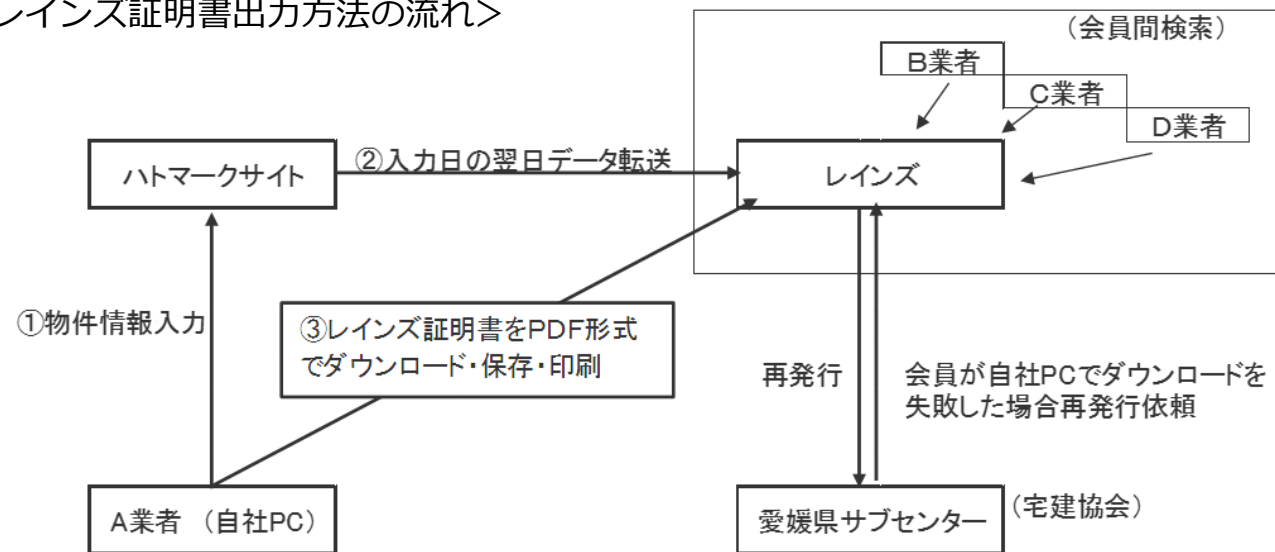 レインズ証明書出力方法の流れ＞
（会員間検索）
B業者
C業者
D業者
ハトマークサイト
②入力日の翌日データ転送
レインズ
①物件情報入力
③レインズ証明書をPDF形式
でダウンロード・保存・印刷
再発行
会員が自社PCでダウンロードを
失敗した場合再発行依頼
A業者　（自社PC）
愛媛県サブセンター
（宅建協会）